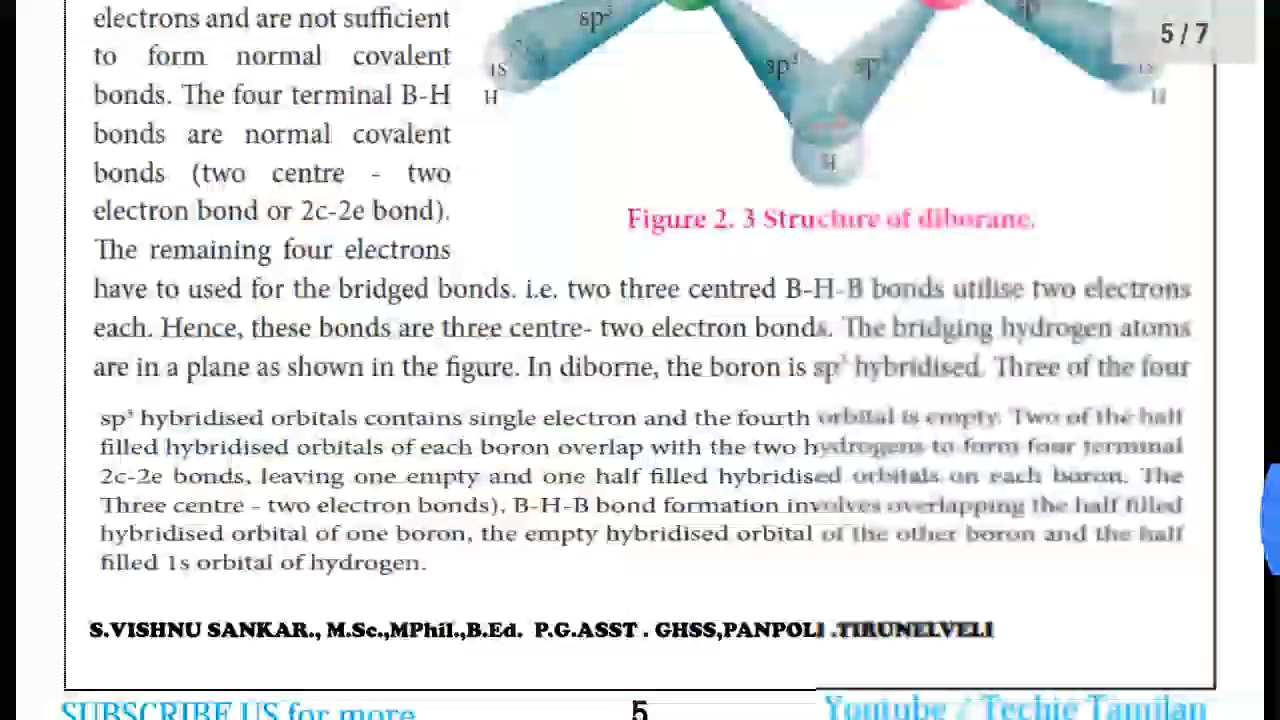 electrons and are not sufficient
to form normal covalent
bonds. The four terminal B-H
bonds are normal covalent
bonds (two centre - two
electron bond or 2c-2e bond).
The remaining four electrons
sp³
1s
H
sp³
sp³
sp
1s
H
H
5 / 7
Figure 2. 3 Structure of diborane.
have to used for the bridged bonds. i.e. two three centred B-H-B bonds utilise two electrons
each. Hence, these bonds are three centre- two electron bonds. The bridging hydrogen atoms
are in a plane as shown in the figure. In diborne, the boron is sp³ hybridised. Three of the four
sp³ hybridised orbitals contains single electron and the fourth orbital is empty. Two of the half
filled hybridised orbitals of each boron overlap with the two hydrogens to form four terminal
2c-2e bonds, leaving one empty and one half filled hybridised orbitals on each boron. The
Three centre - two electron bonds), B-H-B bond formation involves overlapping the half filled
hybridised orbital of one boron, the empty hybridised orbital of the other boron and the half
filled 1s orbital of hydrogen.
S.VISHNU SANKAR., M.Sc.,MPhil.,B.Ed. P.G.ASST . GHSS,PANPOLI .TIRUNELVELI
SUBSCRIBE US for more
5
Youtube / Techie Tamilan